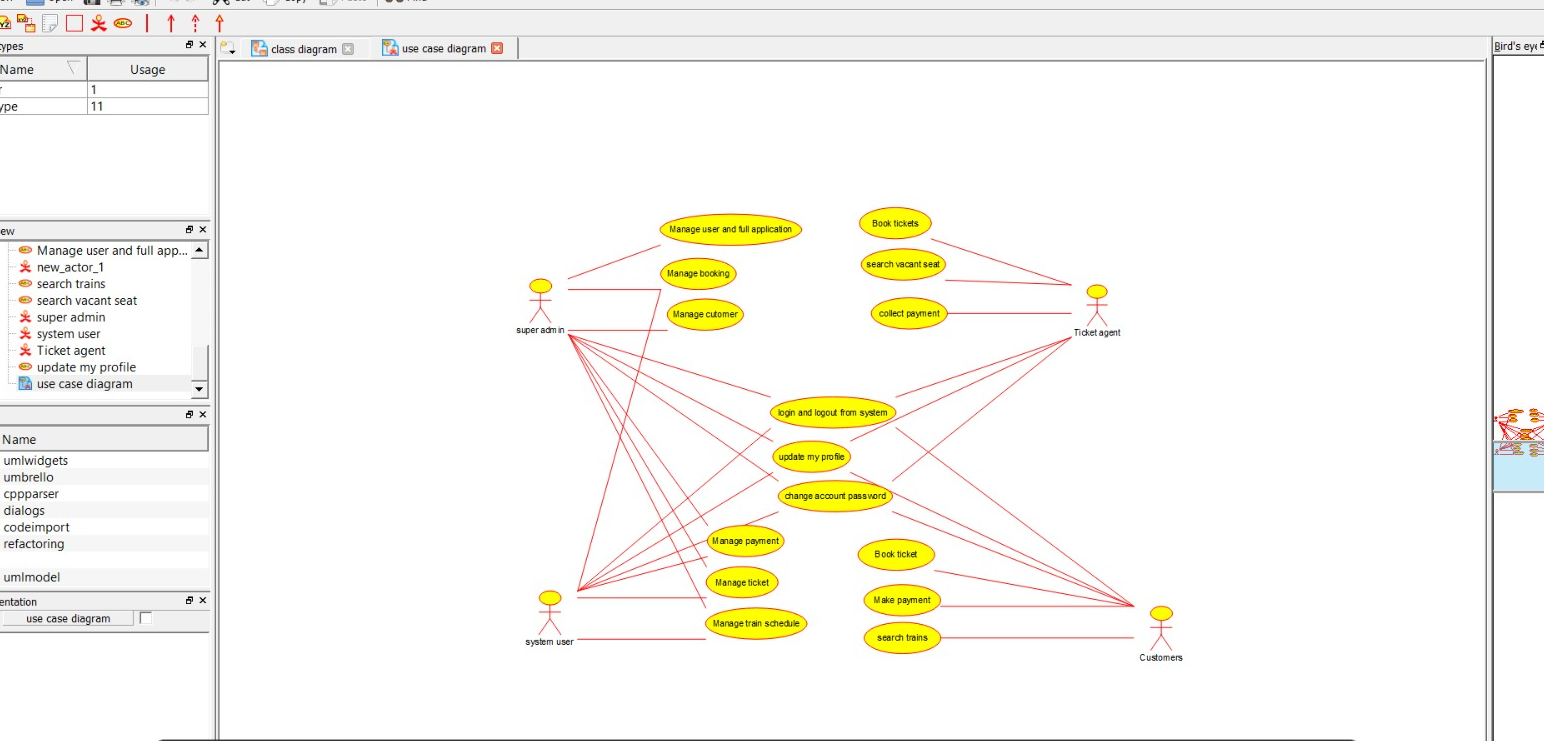 ABC
types
Name
Usage
1
ype
11
class diagram
use case diagram
Bird's eye
Manage user and full app...
new_actor_1
search trains
search vacant seat
super admin
system user
Ticket agent
update my profile
use case diagram
Name
umlwidgets
umbrello
cppparser
dialogs
codeimport
refactoring
umlmodel
entation
use case diagram
Manage user and full application
Manage booking
Manage cutomer
super admin
Book tickets
search vacant seat
collect payment
Ticket agent
login and logout from system
update my profile
change account password
Manage payment
Manage ticket
Manage train schedule
system user
Book ticket
Make payment
search trains
Customers